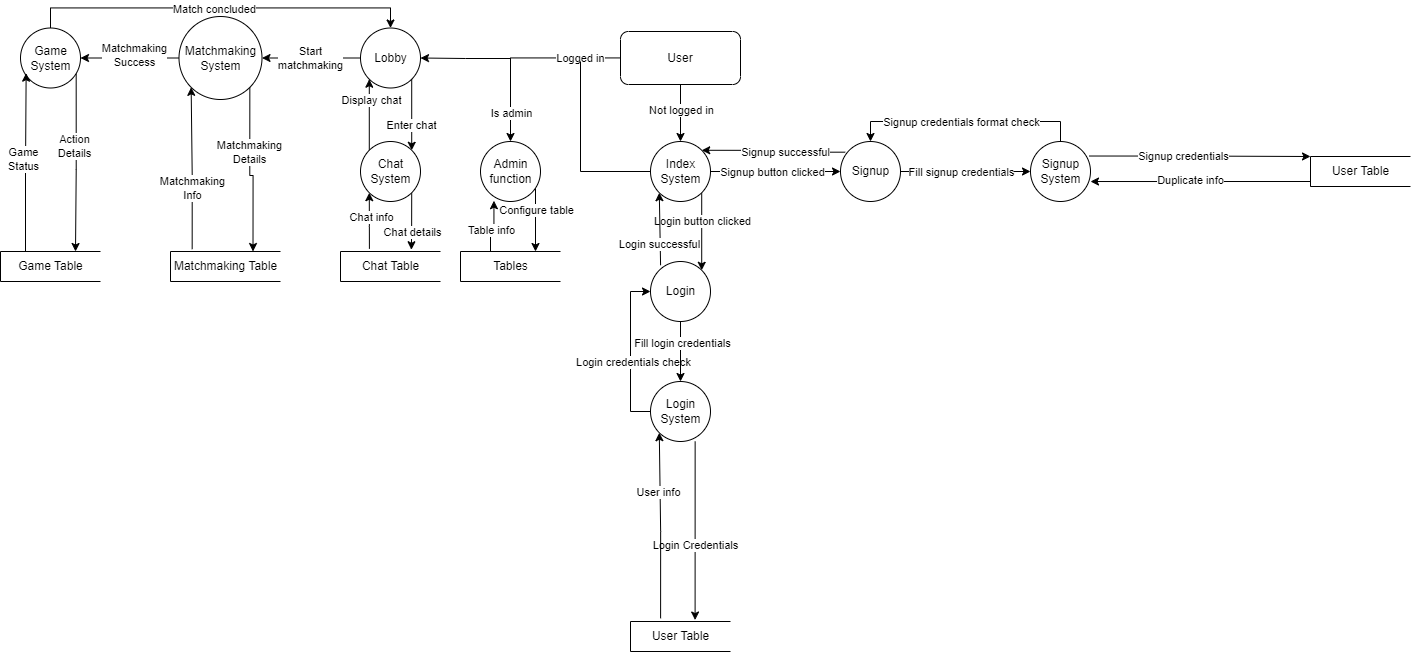 Match concluded
Game
System
Matchmaking
Success
Matchmaking
System
Start
matchmaking
Lobby
Logged in
User
Display chat
Enter chat
Is admin
Not logged in
Game
Status
Action
Details
Matchmaking
Info
Matchmaking
Details
Chat
System
Admin
function
Index
System
Signup successful
Signup button clicked
Signup
Signup credentials format check
Fill signup credentials
Signup
System
Signup credentials
Duplicate info
User Table
Chat info
Chat details
Configure table
Table info
Login button clicked
Login successful
Game Table
Matchmaking Table
Chat Table
Tables
Login
Fill login credentials
Login credentials check
Login
System
User info
Login Credentials
User Table